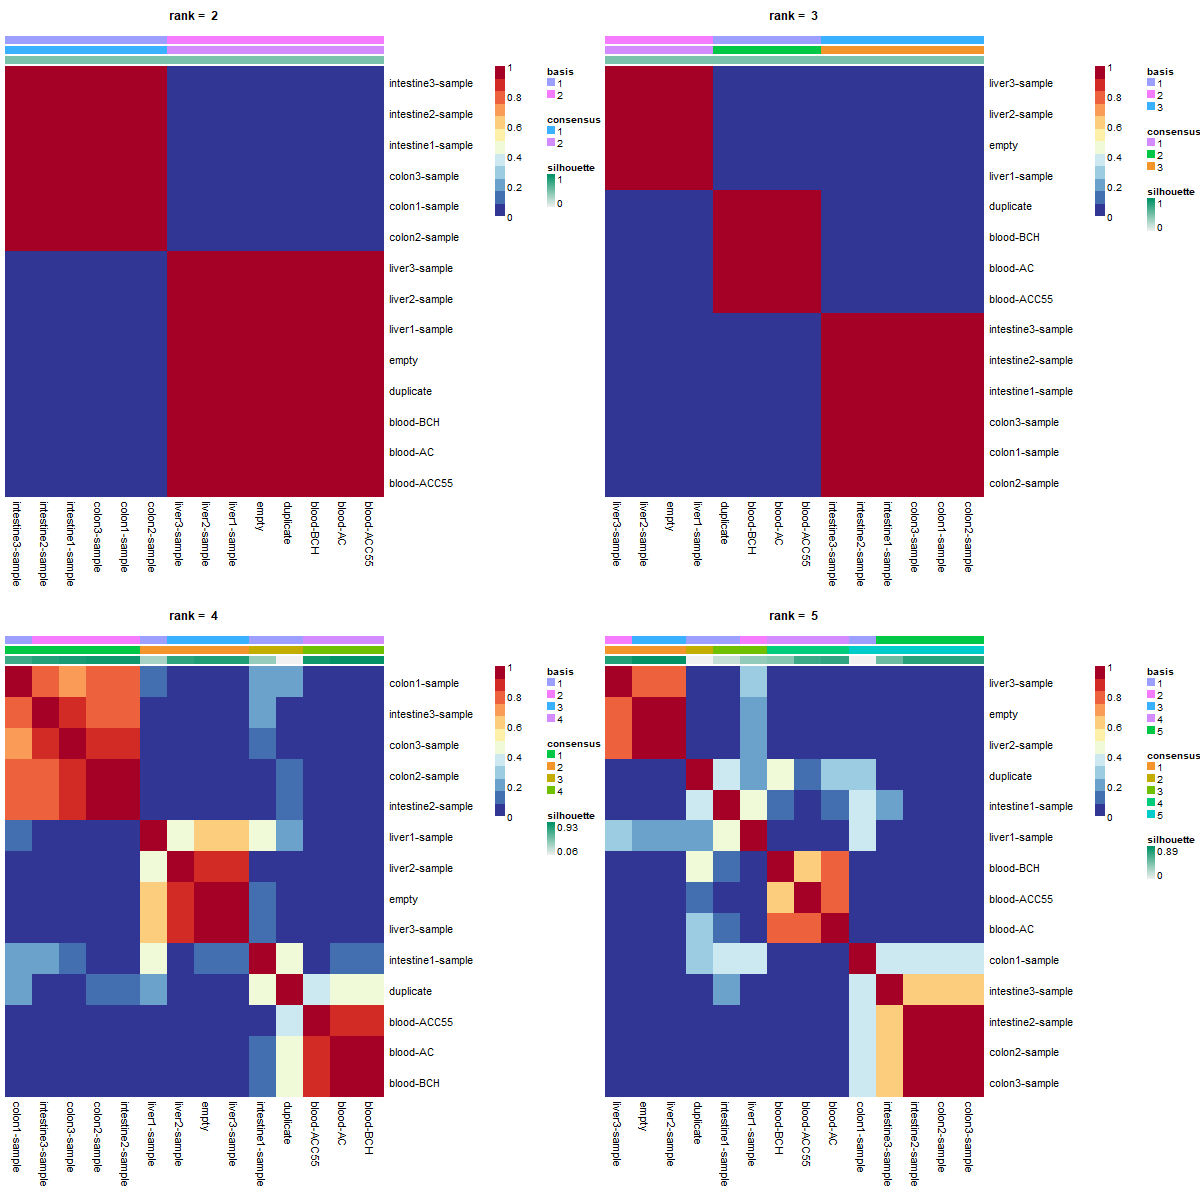 rank = 2
1
0.8
0.6
0.4
0.2
0
basis
1
2
consensus
1
2
silhouette
1
0
intestine3-sample
intestine2-sample
intestine1-sample
colon3-sample
colon1-sample
colon2-sample
liver3-sample
liver2-sample
liver1-sample
empty
duplicate
blood-BCH
blood-AC
blood-ACC55
intestine3-sample
intestine2-sample
intestine1-sample
colon3-sample
colon1-sample
colon2-sample
liver3-sample
liver2-sample
liver1-sample
empty
duplicate
blood-BCH
blood-AC
blood-ACC55
rank = 3
1
0.8
0.6
0.4
0.2
0
basis
1
2
3
consensus
1
2
3
silhouette
1
0
liver3-sample
liver2-sample
empty
liver1-sample
duplicate
blood-BCH
blood-AC
blood-ACC55
intestine3-sample
intestine2-sample
intestine1-sample
colon3-sample
colon1-sample
colon2-sample
liver3-sample
liver2-sample
empty
liver1-sample
duplicate
blood-BCH
blood-AC
blood-ACC55
intestine3-sample
intestine2-sample
intestine1-sample
colon3-sample
colon1-sample
colon2-sample
rank = 4
1
0.8
0.6
0.4
0.2
0
basis
1
2
3
4
consensus
1
2
3
4
silhouette
0.93
0.06
colon1-sample
intestine3-sample
colon3-sample
colon2-sample
intestine2-sample
liver1-sample
liver2-sample
empty
liver3-sample
intestine1-sample
duplicate
blood-ACC55
blood-AC
blood-BCH
colon1-sample
intestine3-sample
colon3-sample
colon2-sample
intestine2-sample
liver1-sample
liver2-sample
empty
liver3-sample
intestine1-sample
duplicate
blood-ACC55
blood-AC
blood-BCH
rank = 5
1
0.8
0.6
0.4
0.2
0
basis
1
2
3
4
5
consensus
1
2
3
4
5
silhouette
0.89
0
liver3-sample
empty
liver2-sample
duplicate
intestine1-sample
liver1-sample
blood-BCH
blood-ACC55
blood-AC
colon1-sample
intestine3-sample
intestine2-sample
colon2-sample
colon3-sample
liver3-sample
empty
liver2-sample
duplicate
intestine1-sample
liver1-sample
blood-BCH
blood-ACC55
blood-AC
colon1-sample
intestine3-sample
intestine2-sample
colon2-sample
colon3-sample